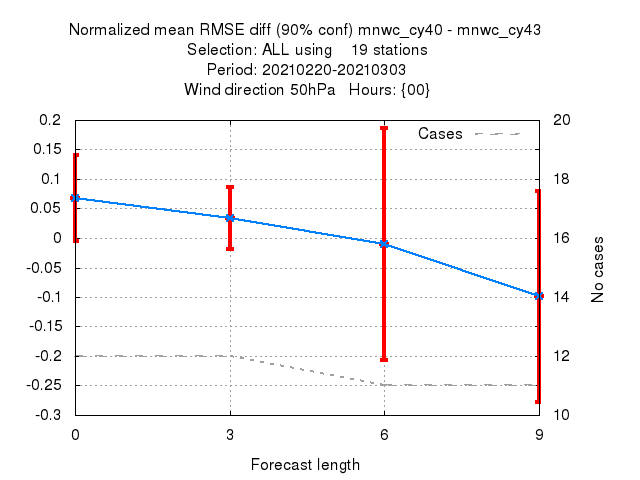 Normalized mean RMSE diff (90% conf) mnwc_cy40 - mnwc_cy43
Selection: ALL using    19 stations
Period: 20210220-20210303
Wind direction 50hPa   Hours: {00}
Cases
0.2
0.15
0.1
0.05
0
-0.05
-0.1
-0.15
-0.2
-0.25
-0.3
20
18
16
14
12
10
No cases
0 3 6 9
Forecast length